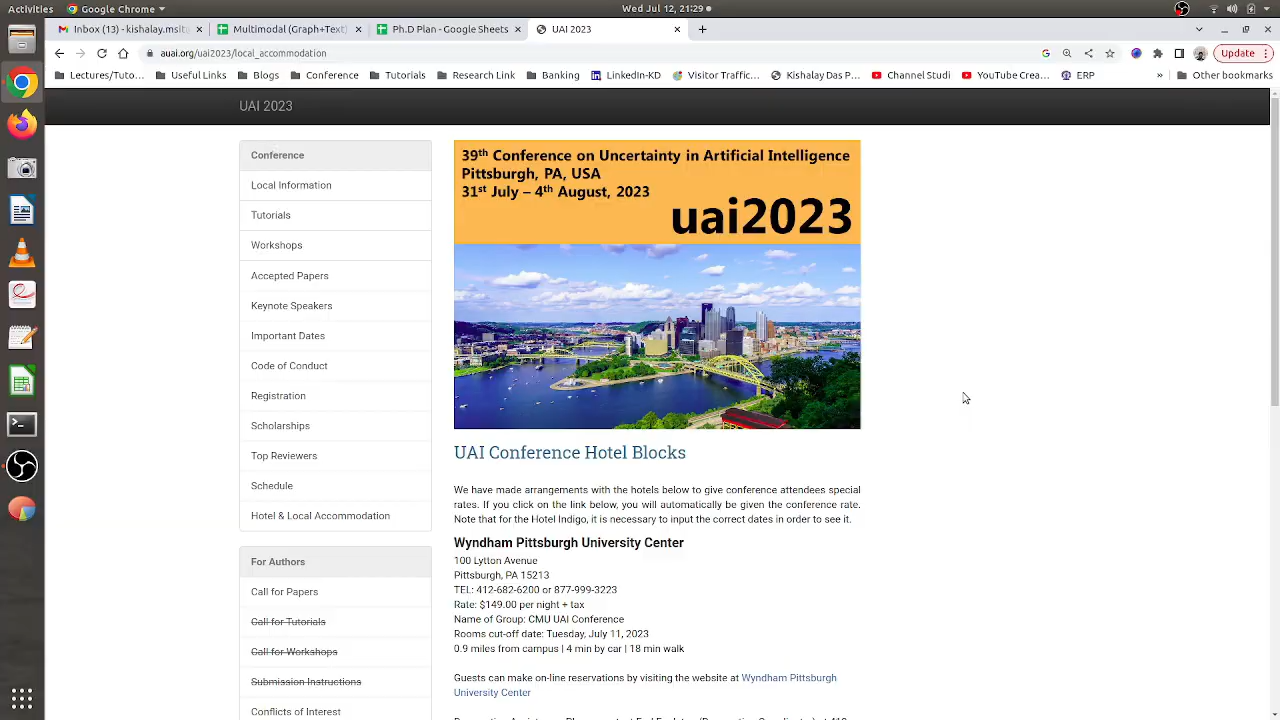 Activities
Google Chrome
Wed Jul 12, 21:29
Inbox (13) - kishalay.msitu
Multimodal (Graph+Text)
Ph.D Plan - Google Sheets
UAI 2023
auai.org/uai2023/local_accommodation
Update
Lectures/Tuto...
Useful Links
Blogs
Conference
Tutorials
Research Link
Banking
LinkedIn-KD
Visitor Traffic...
Kishalay Das P...
Channel Studi
YouTube Crea...
ERP
»
Other bookmarks
UAI 2023
Conference
Local Information
Tutorials
Workshops
Accepted Papers
Keynote Speakers
Important Dates
Code of Conduct
Registration
Scholarships
Top Reviewers
Schedule
Hotel & Local Accommodation
For Authors
Call for Papers
Call for Tutorials
Call for Workshops
Submission Instructions
Conflicts of Interest
39th Conference on Uncertainty in Artificial Intelligence
Pittsburgh, PA, USA
31st July – 4th August, 2023
uai2023
UAI Conference Hotel Blocks
We have made arrangements with the hotels below to give conference attendees special
rates. If you click on the link below, you will automatically be given the conference rate.
Note that for the Hotel Indigo, it is necessary to input the correct dates in order to see it.
Wyndham Pittsburgh University Center
100 Lytton Avenue
Pittsburgh, PA 15213
TEL: 412-682-6200 or 877-999-3223
Rate: $149.00 per night + tax
Name of Group: CMU UAI Conference
Rooms cut-off date: Tuesday, July 11, 2023
0.9 miles from campus | 4 min by car | 18 min walk
Guests can make on-line reservations by visiting the website at Wyndham Pittsburgh
University Center